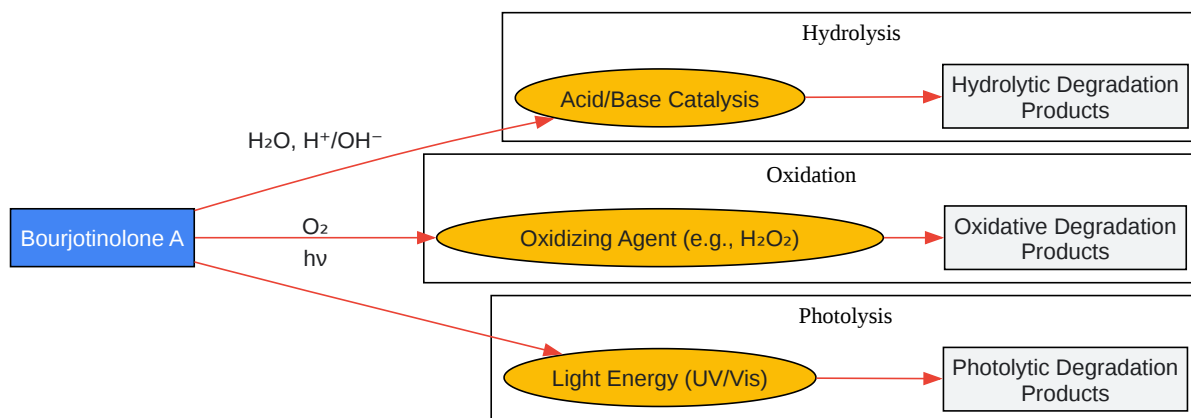 Hydrolysis
Acid/Base Catalysis
Hydrolytic Degradation
Products
H₂O, H⁺/OH⁻
Oxidation
Bourjotinolone A
O₂
hν
Oxidizing Agent (e.g., H₂O₂)
Oxidative Degradation
Products
Photolysis
Light Energy (UV/Vis)
Photolytic Degradation
Products